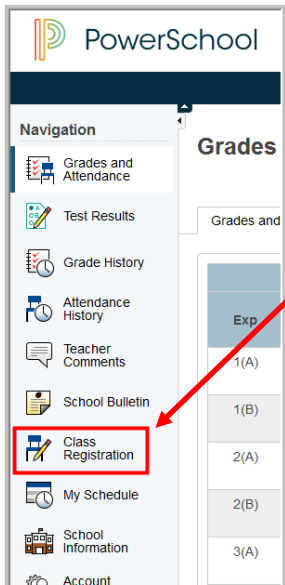 PowerSchool
Navigation
Grades and
Attendance
Test Results
Grade History
Attendance
History
Teacher
Comments
School Bulletin
Class
Registration
My Schedule
School
Information
Account
Grades
Grades and
Exp
1(A)
1(B)
2(A)
2(B)
3(A)